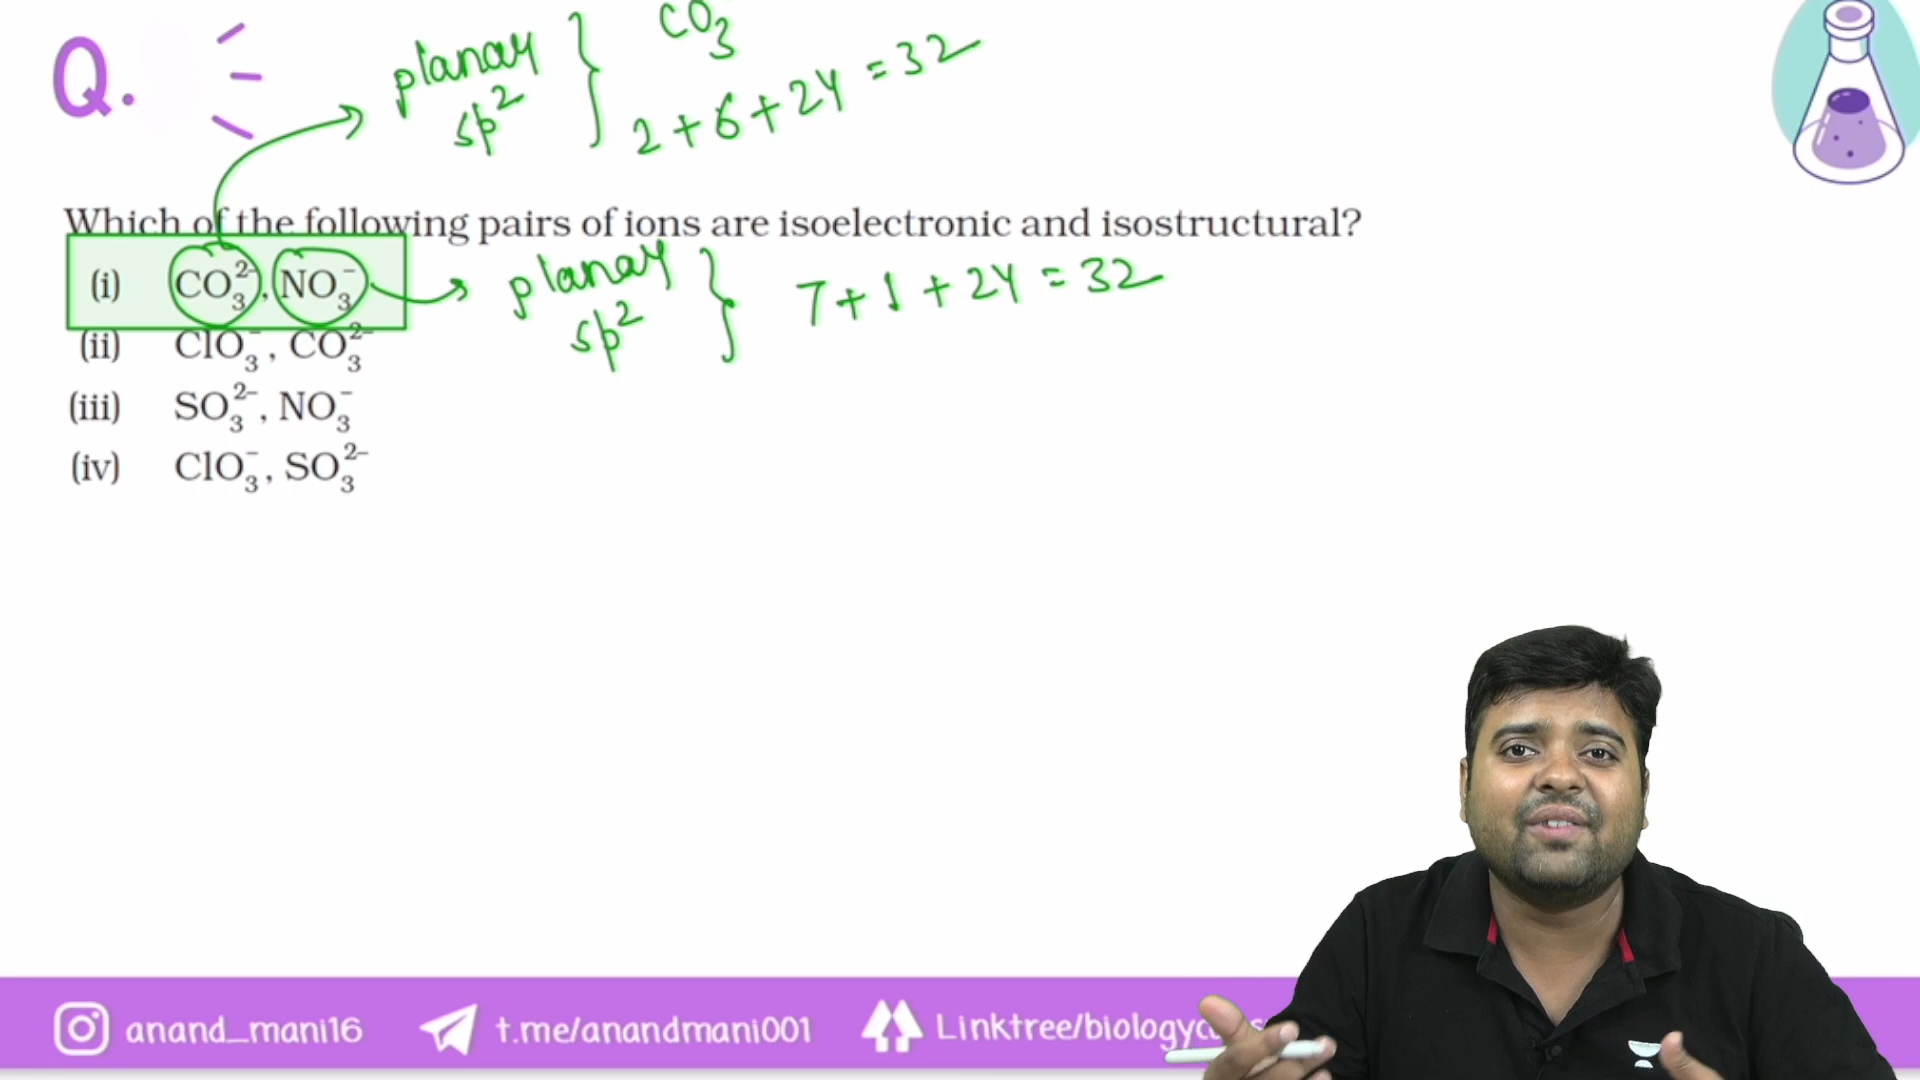 Q.
planar } CO3
sp² 2+6+24=32
Which of the following pairs of ions are isoelectronic and isostructural?
(i) CO₃²⁻, NO₃⁻
planar } 7+1+24=32
sp²
(ii) ClO₃⁻, CO₃²⁻
(iii) SO₃²⁻, NO₃⁻
(iv) ClO₃⁻, SO₃²⁻
anand_mani16 t.me/anandmani001 Linktree/biologyc